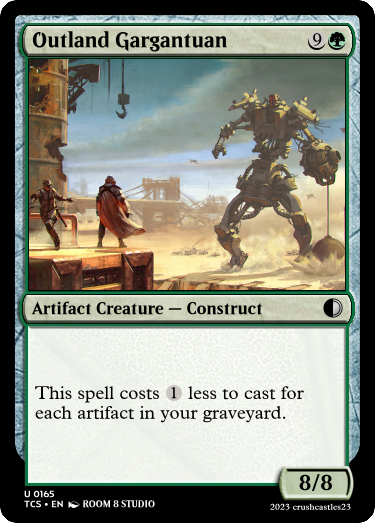 Outland Gargantuan 9
Artifact Creature — Construct
This spell costs 1 less to cast for
each artifact in your graveyard.
8/8
U 0165
TCS • EN ROOM 8 STUDIO
2023 crushcastles23